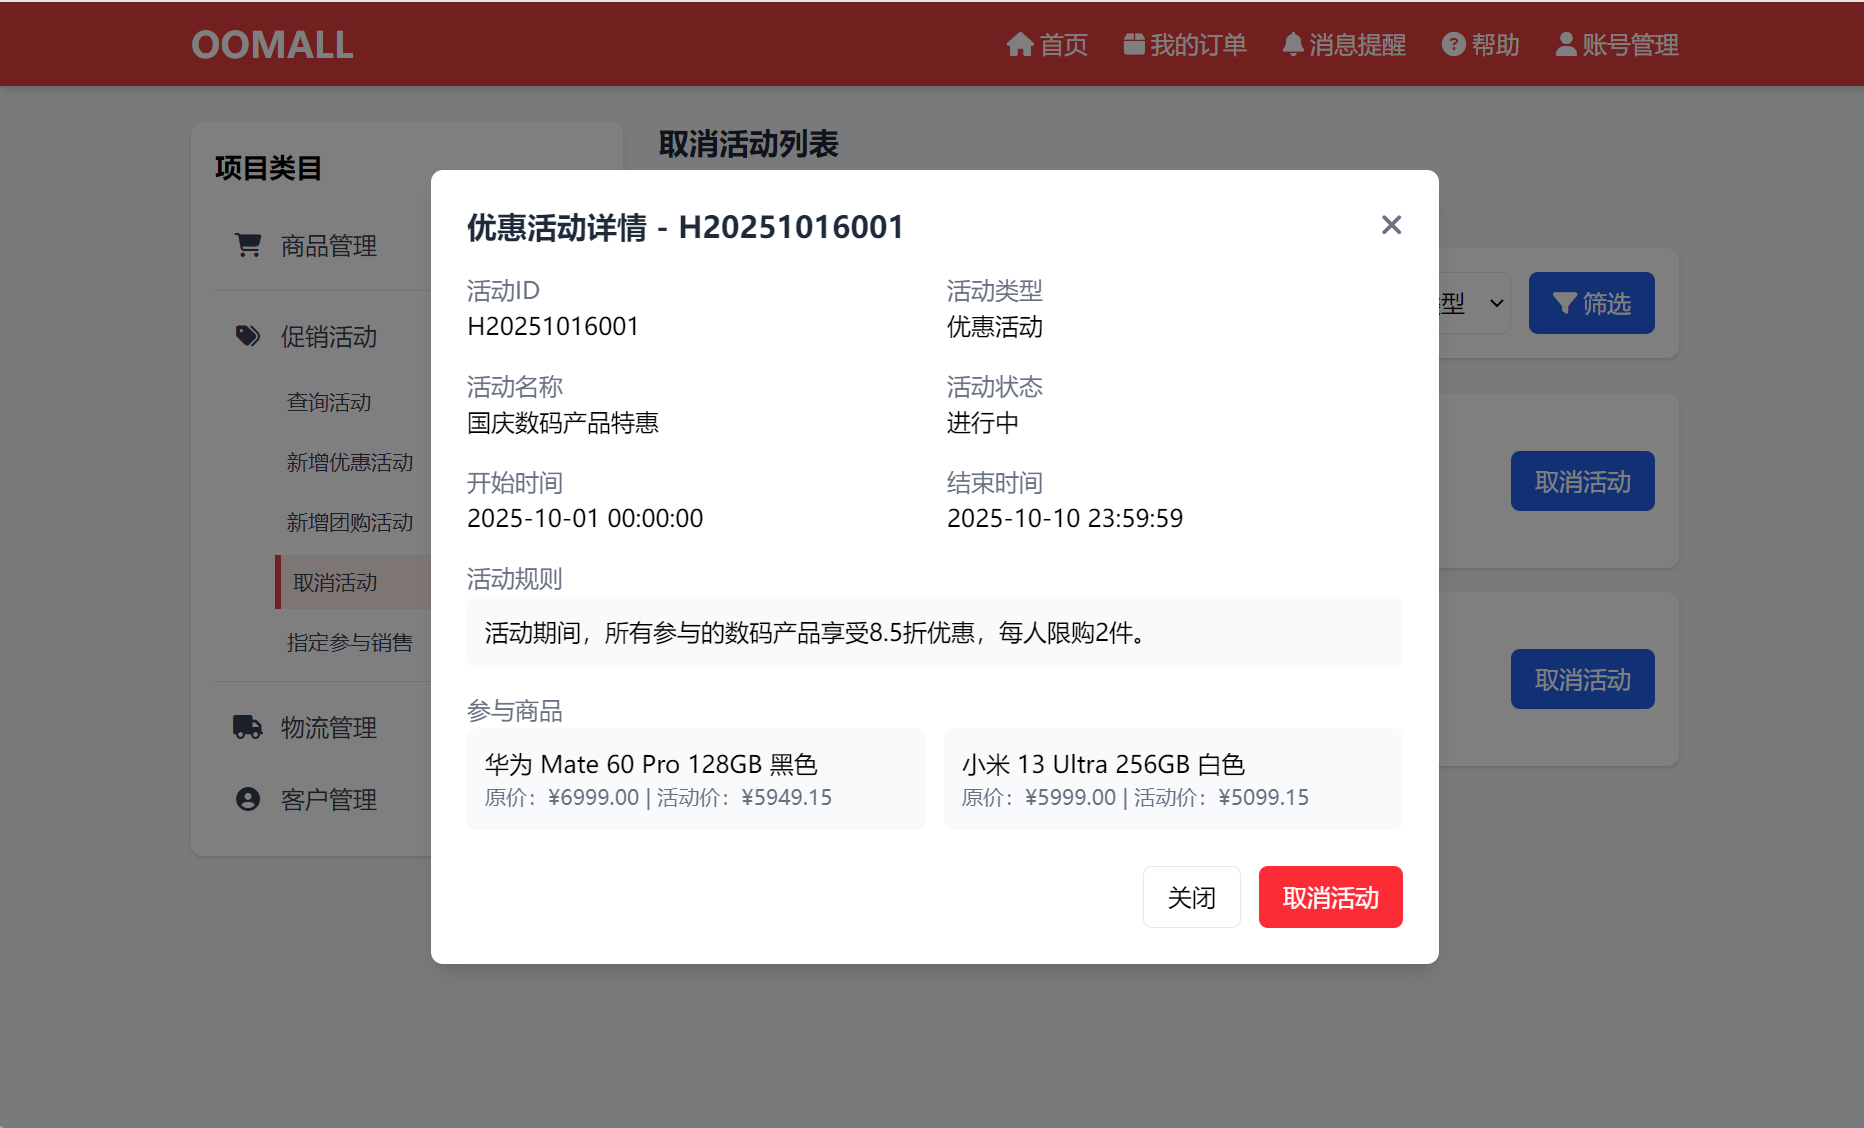 OOMALL
首页 我的订单 消息提醒 帮助 账号管理
项目类目
商品管理
促销活动
查询活动
新增优惠活动
新增团购活动
取消活动
指定参与销售
物流管理
客户管理
取消活动列表
型 筛选
取消活动
取消活动
优惠活动详情 - H20251016001
活动ID
H20251016001
活动类型
优惠活动
活动名称
国庆数码产品特惠
活动状态
进行中
开始时间
2025-10-01 00:00:00
结束时间
2025-10-10 23:59:59
活动规则
活动期间，所有参与的数码产品享受8.5折优惠，每人限购2件。
参与商品
华为 Mate 60 Pro 128GB 黑色
原价：¥6999.00 | 活动价：¥5949.15
小米 13 Ultra 256GB 白色
原价：¥5999.00 | 活动价：¥5099.15
关闭 取消活动